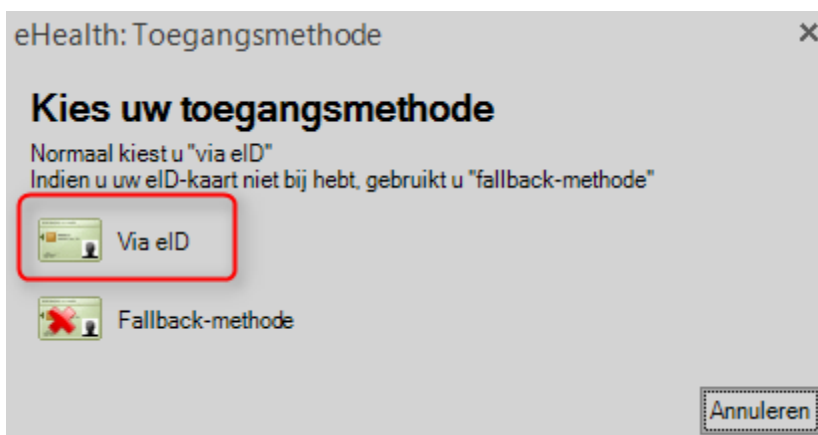 eHealth: Toegangsmethode
Kies uw toegangsmethode
Normaal kiest u "via eID"
Indien u uw eID-kaart niet bij hebt, gebruikt u "fallback-methode"
Via eID
Fallback-methode
Annuleren